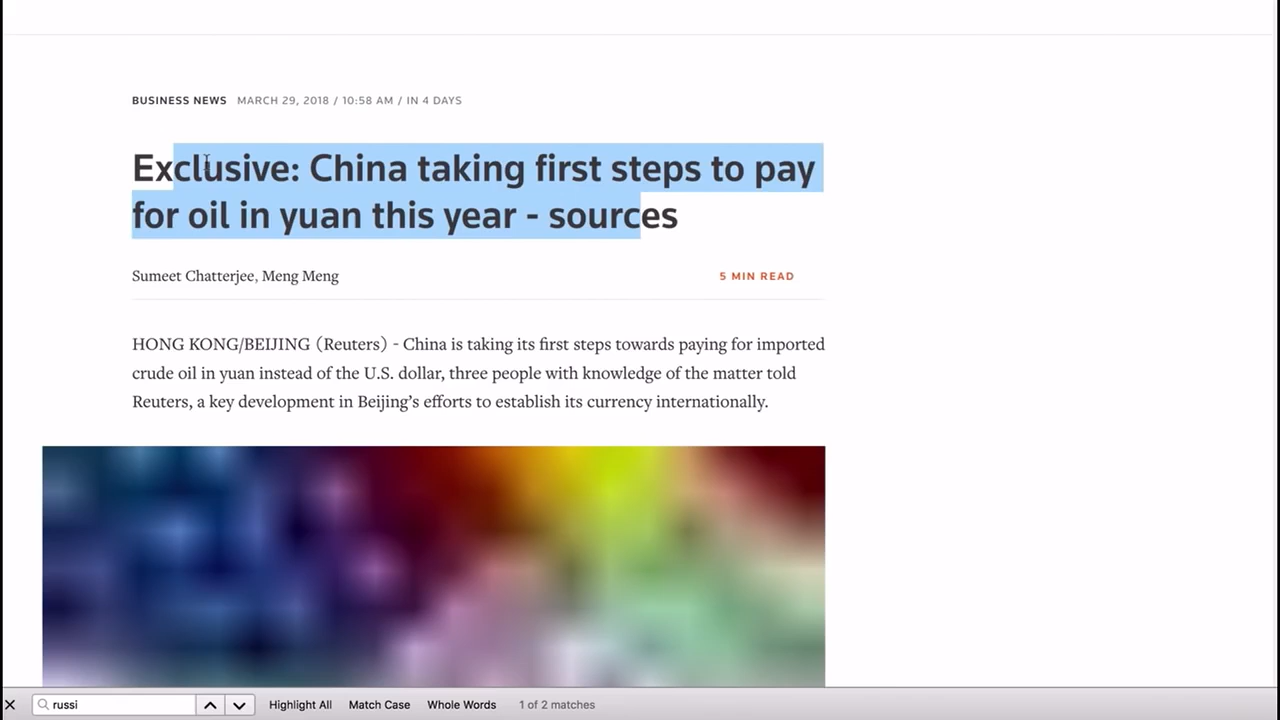 BUSINESS NEWS MARCH 29, 2018 / 10:58 AM / IN 4 DAYS
Exclusive: China taking first steps to pay
for oil in yuan this year - sources
Sumeet Chatterjee, Meng Meng
5 MIN READ
HONG KONG/BEIJING (Reuters) - China is taking its first steps towards paying for imported
crude oil in yuan instead of the U.S. dollar, three people with knowledge of the matter told
Reuters, a key development in Beijing’s efforts to establish its currency internationally.
russi Highlight All Match Case Whole Words 1 of 2 matches